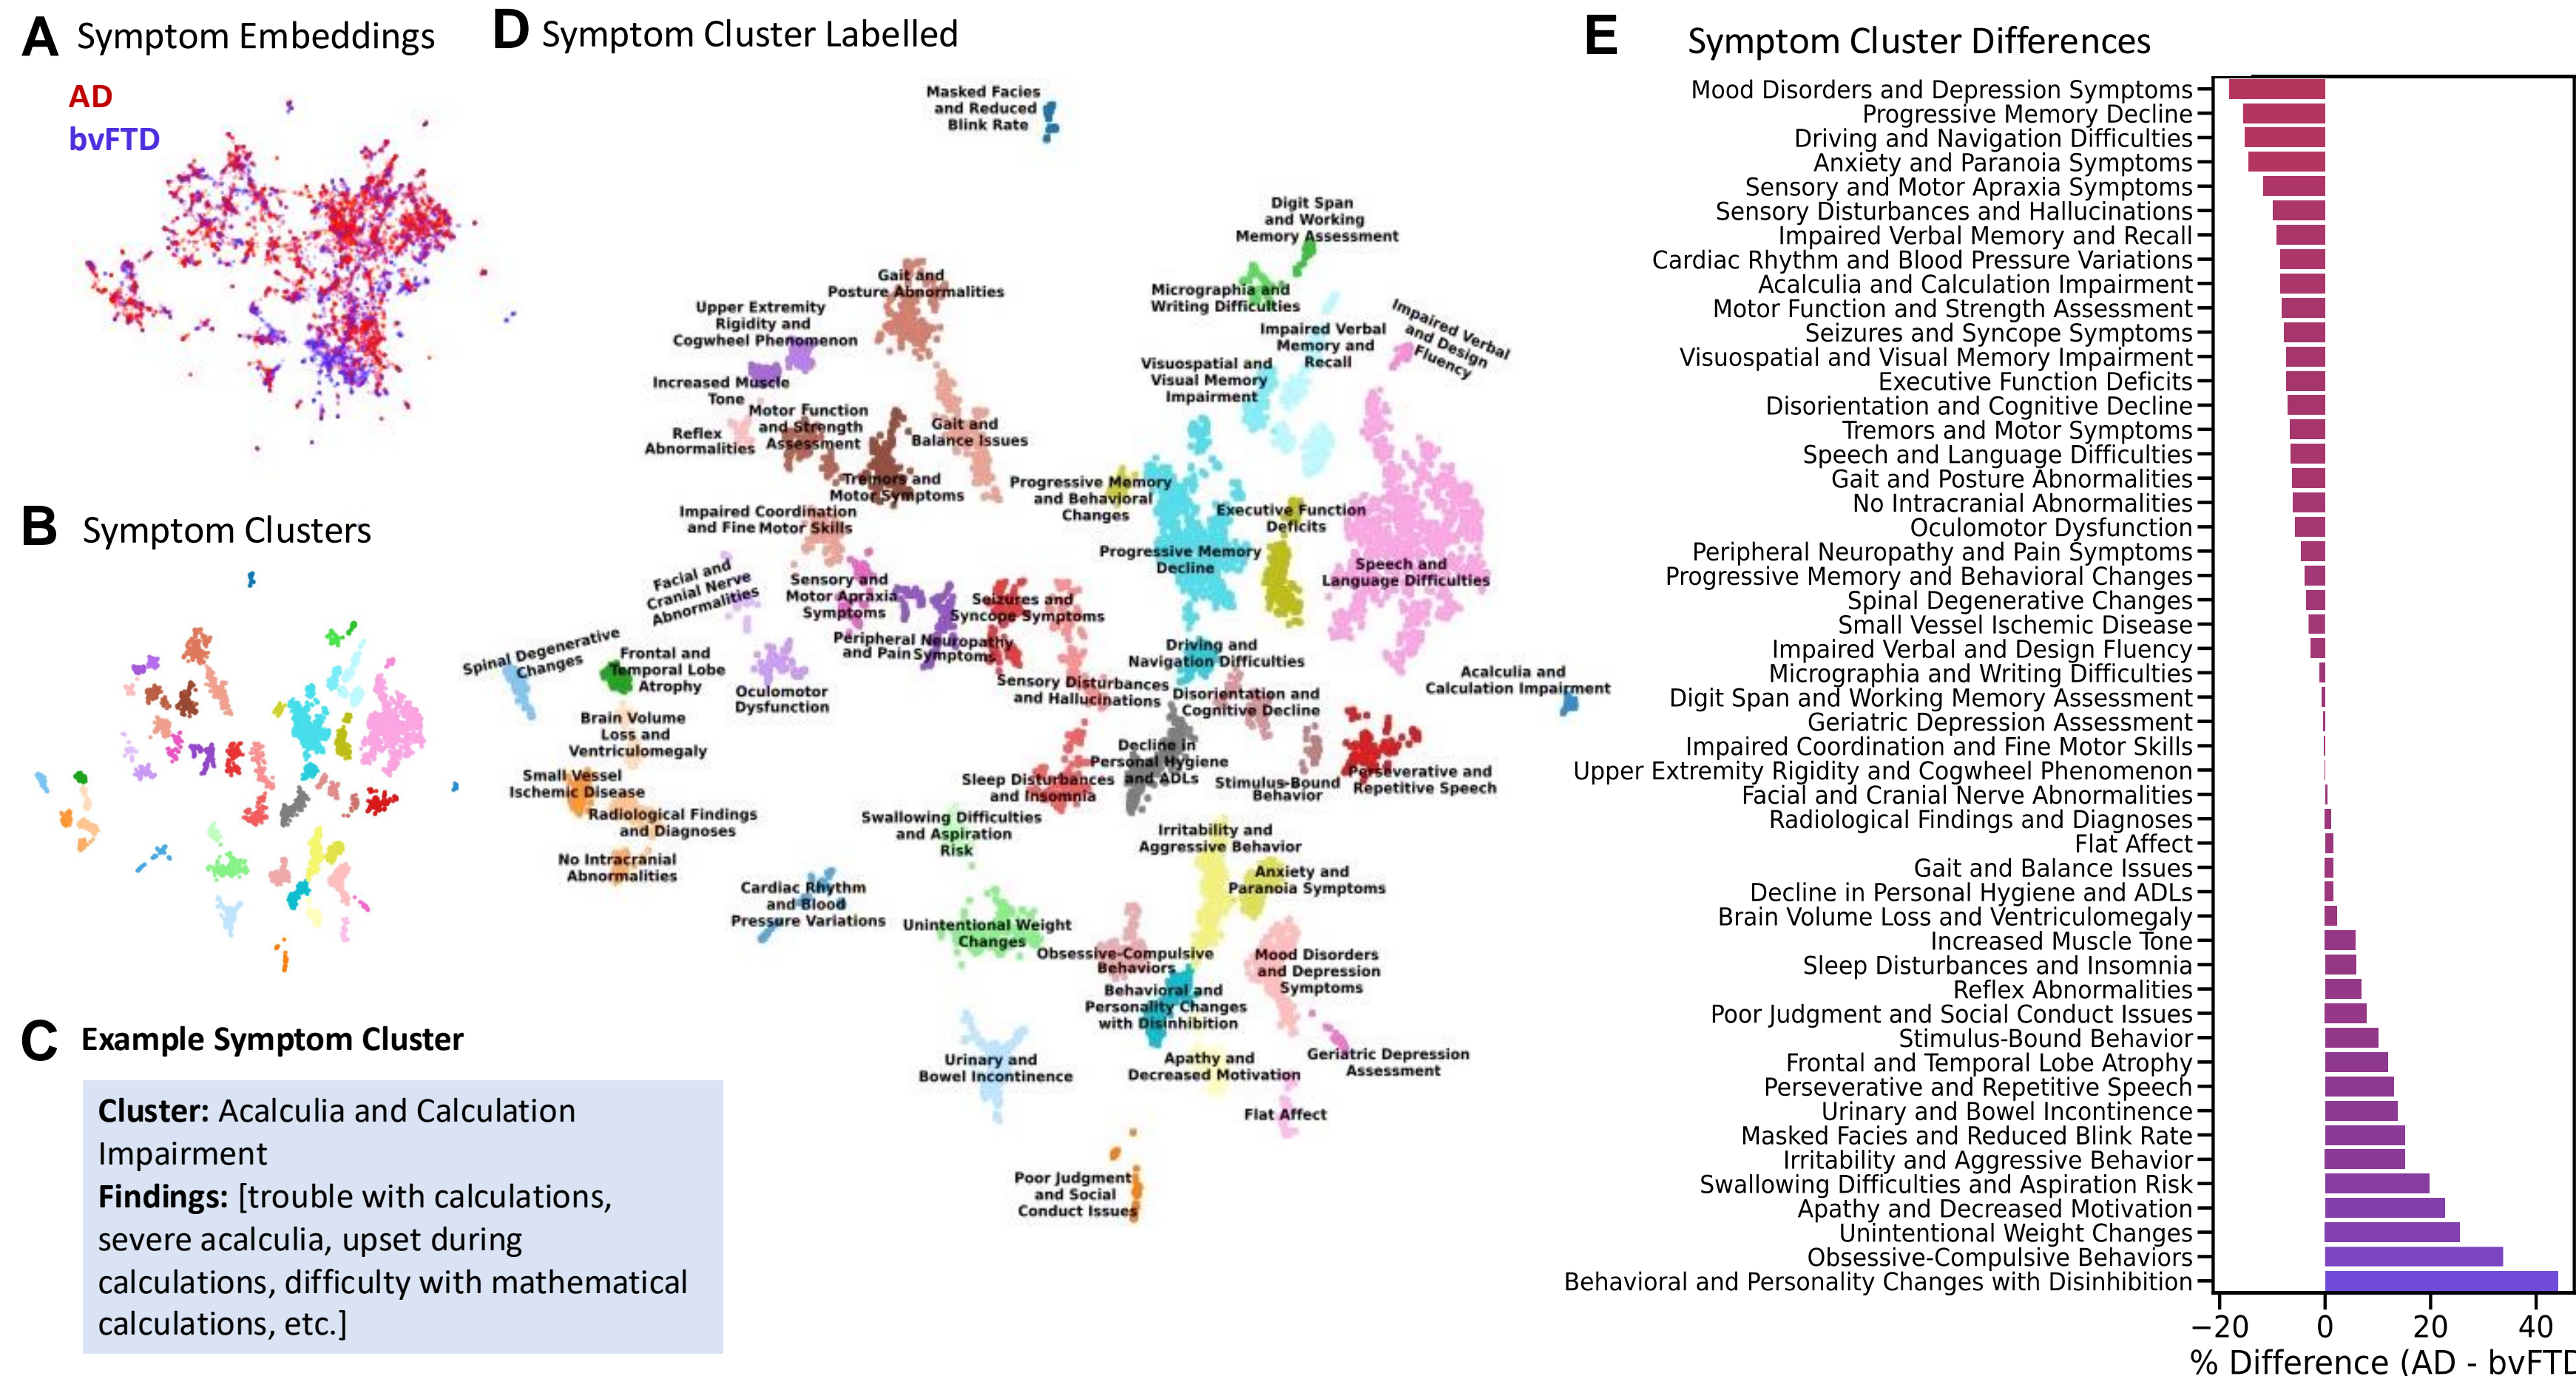 A Symptom Embeddings
AD
bvFTD
B Symptom Clusters
C Example Symptom Cluster
Cluster: Acalculia and Calculation
Impairment
Findings: [trouble with calculations,
severe acalculia, upset during
calculations, difficulty with mathematical
calculations, etc.]
D Symptom Cluster Labelled
Masked Facies
and Reduced
Blink Rate
Digit Span
and Working
Memory Assessment
Gait and
Posture Abnormalities
Micrographia and
Writing Difficulties
Upper Extremity
Rigidity and
Cogwheel Phenomenon
Impaired Verbal
Memory and
Recall
Impaired Verbal
and Design
Fluency
Visuospatial and
Visual Memory
Impairment
Increased Muscle
Tone
Motor Function
and Strength
Assessment
Reflex
Abnormalities
Gait and
Balance Issues
Tremors and
Motor Symptoms
Progressive Memory
and Behavioral
Changes
Impaired Coordination
and Fine Motor Skills
Executive Function
Deficits
Progressive Memory
Decline
Speech and
Language Difficulties
Facial and
Cranial Nerve
Abnormalities
Sensory and
Motor Apraxia
Symptoms
Seizures and
Syncope Symptoms
Peripheral Neuropathy
and Pain Symptoms
Spinal Degenerative
Changes
Frontal and
Temporal Lobe
Atrophy
Oculomotor
Dysfunction
Driving and
Navigation Difficulties
Acalculia and
Calculation Impairment
Sensory Disturbances
and Hallucinations
Disorientation and
Cognitive Decline
Brain Volume
Loss and
Ventriculomegaly
Decline in
Personal Hygiene
and ADLs
Small Vessel
Ischemic Disease
Sleep Disturbances
and Insomnia
Stimulus-Bound
Behavior
Perseverative and
Repetitive Speech
Radiological Findings
and Diagnoses
Swallowing Difficulties
and Aspiration
Risk
Irritability and
Aggressive Behavior
No Intracranial
Abnormalities
Anxiety and
Paranoia Symptoms
Cardiac Rhythm
and Blood
Pressure Variations
Unintentional Weight
Changes
Obsessive-Compulsive
Behaviors
Mood Disorders
and Depression
Symptoms
Behavioral and
Personality Changes
with Disinhibition
Urinary and
Bowel Incontinence
Apathy and
Decreased Motivation
Geriatric Depression
Assessment
Flat Affect
Poor Judgment
and Social
Conduct Issues
E Symptom Cluster Differences
Mood Disorders and Depression Symptoms
Progressive Memory Decline
Driving and Navigation Difficulties
Anxiety and Paranoia Symptoms
Sensory and Motor Apraxia Symptoms
Sensory Disturbances and Hallucinations
Impaired Verbal Memory and Recall
Cardiac Rhythm and Blood Pressure Variations
Acalculia and Calculation Impairment
Motor Function and Strength Assessment
Seizures and Syncope Symptoms
Visuospatial and Visual Memory Impairment
Executive Function Deficits
Disorientation and Cognitive Decline
Tremors and Motor Symptoms
Speech and Language Difficulties
Gait and Posture Abnormalities
No Intracranial Abnormalities
Oculomotor Dysfunction
Peripheral Neuropathy and Pain Symptoms
Progressive Memory and Behavioral Changes
Spinal Degenerative Changes
Small Vessel Ischemic Disease
Impaired Verbal and Design Fluency
Micrographia and Writing Difficulties
Digit Span and Working Memory Assessment
Geriatric Depression Assessment
Impaired Coordination and Fine Motor Skills
Upper Extremity Rigidity and Cogwheel Phenomenon
Facial and Cranial Nerve Abnormalities
Radiological Findings and Diagnoses
Flat Affect
Gait and Balance Issues
Decline in Personal Hygiene and ADLs
Brain Volume Loss and Ventriculomegaly
Increased Muscle Tone
Sleep Disturbances and Insomnia
Reflex Abnormalities
Poor Judgment and Social Conduct Issues
Stimulus-Bound Behavior
Frontal and Temporal Lobe Atrophy
Perseverative and Repetitive Speech
Urinary and Bowel Incontinence
Masked Facies and Reduced Blink Rate
Irritability and Aggressive Behavior
Swallowing Difficulties and Aspiration Risk
Apathy and Decreased Motivation
Unintentional Weight Changes
Obsessive-Compulsive Behaviors
Behavioral and Personality Changes with Disinhibition
−20 0 20 40
% Difference (AD - bvFTD